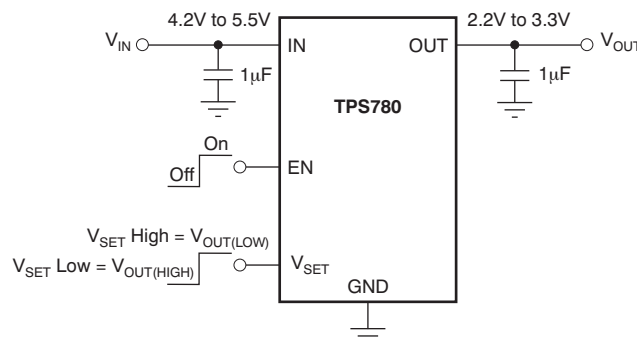 4.2V to 5.5V
2.2V to 3.3V
VIN
IN
OUT
VOUT
1μF
1μF
TPS780
On
Off
EN
VSET High = VOUT(LOW)
VSET Low = VOUT(HIGH)
VSET
GND